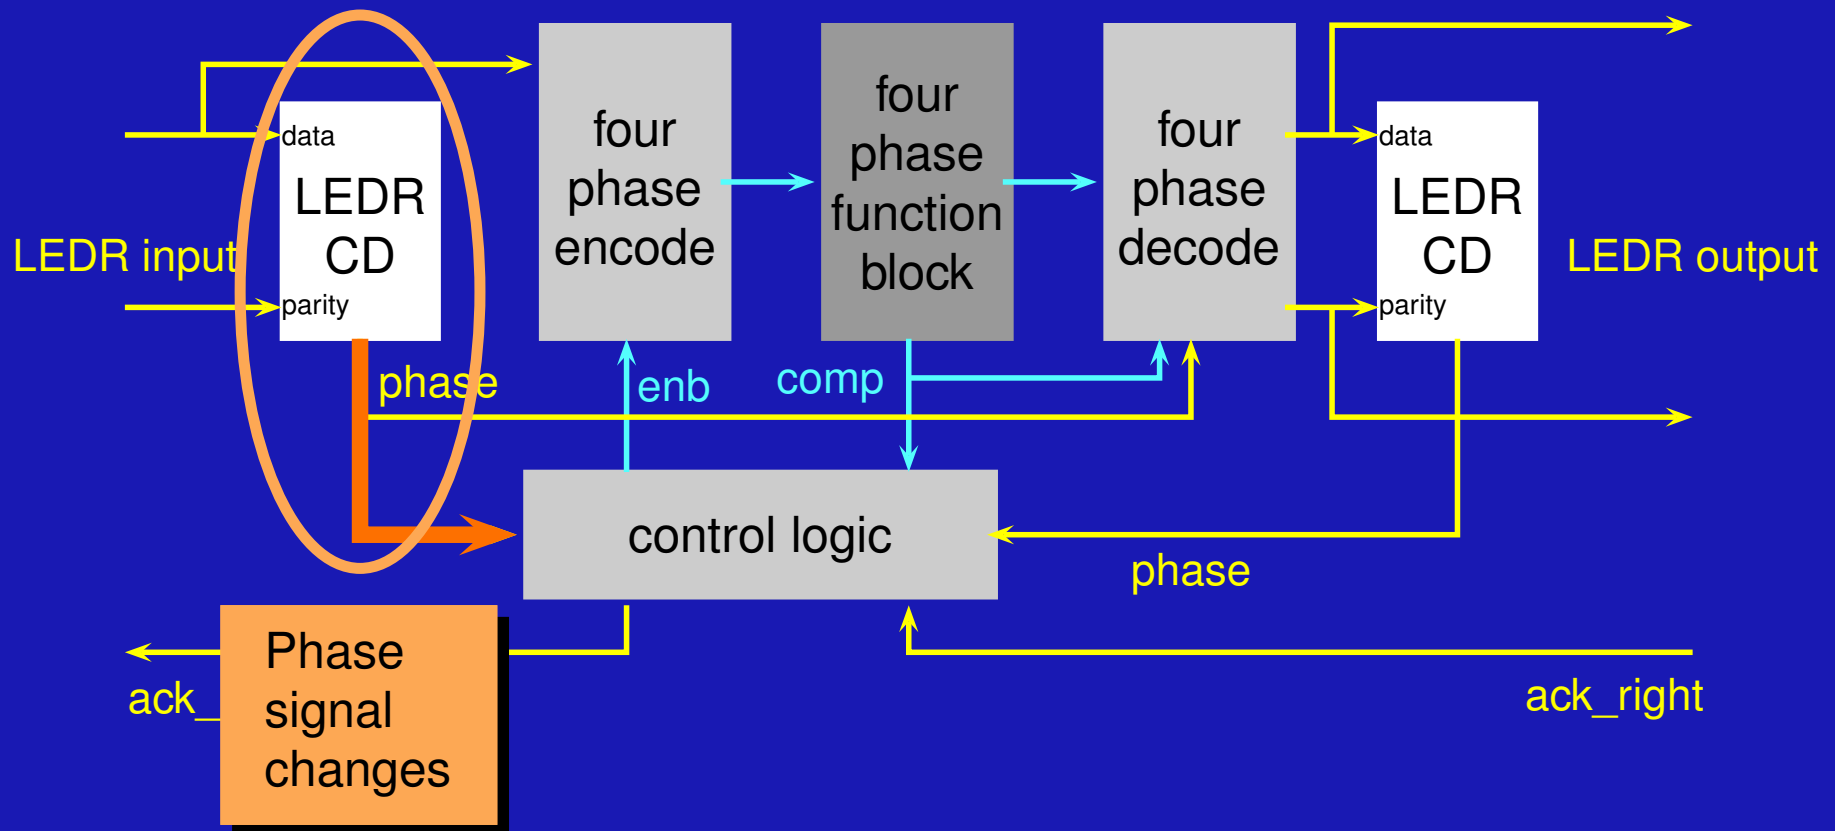 data
LEDR
CD
parity
LEDR input
four
phase
encode
four
phase
function
block
four
phase
decode
data
LEDR
CD
parity
LEDR output
phase
enb
comp
control logic
phase
ack_
Phase
signal
changes
ack_right